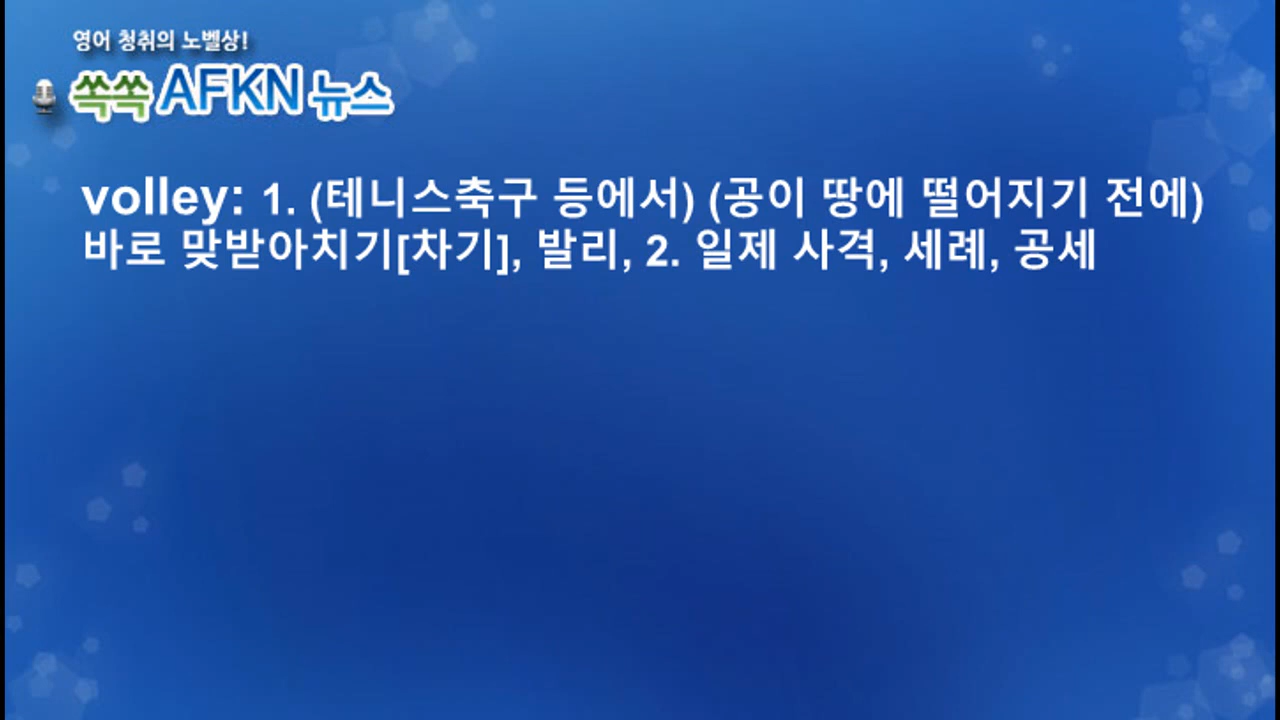 영어 청취의 노벨상!
쏙쏙 AFKN 뉴스
volley: 1. (테니스축구 등에서) (공이 땅에 떨어지기 전에)
바로 맞받아치기[차기], 발리, 2. 일제 사격, 세례, 공세